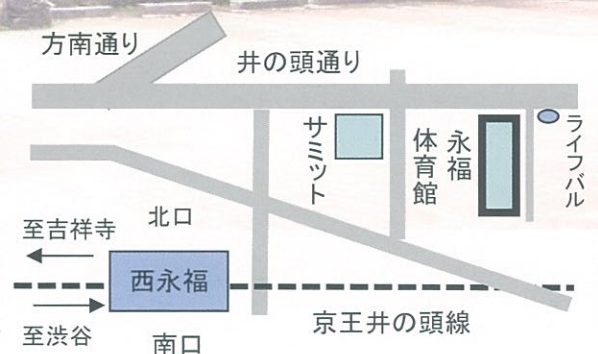 方南通り
井の頭通り
サミット
永福
体育館
ライフバル
北口
至吉祥寺
西永福
至渋谷
南口
京王井の頭線